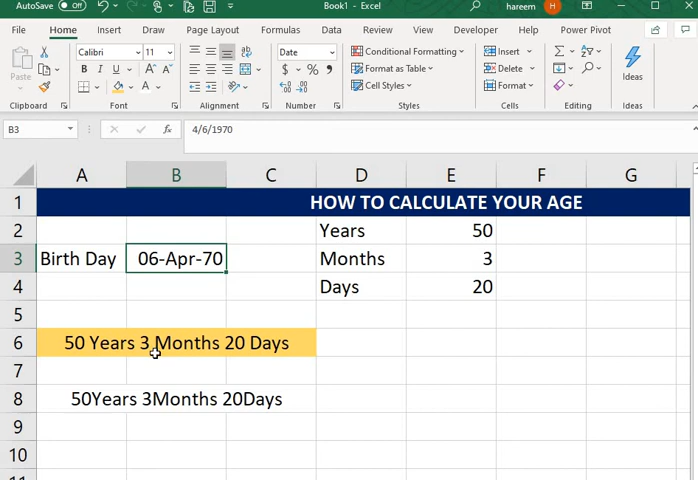 AutoSave Off Book1 - Excel hareem H
File Home Insert Draw Page Layout Formulas Data Review View Developer Power Pivot
Paste Calibri 11 A A Date Conditional Formatting Insert Ideas
B I U $ % , Format as Table Delete
A Cell Styles Format
Clipboard Font Alignment Number Styles Cells Editing Ideas
B3 fx 4/6/1970
A B C D E F G
1 HOW TO CALCULATE YOUR AGE
2 Years 50
3 Birth Day 06-Apr-70 Months 3
4 Days 20
5
6 50 Years 3 Months 20 Days
7
8 50Years 3Months 20Days
9
10